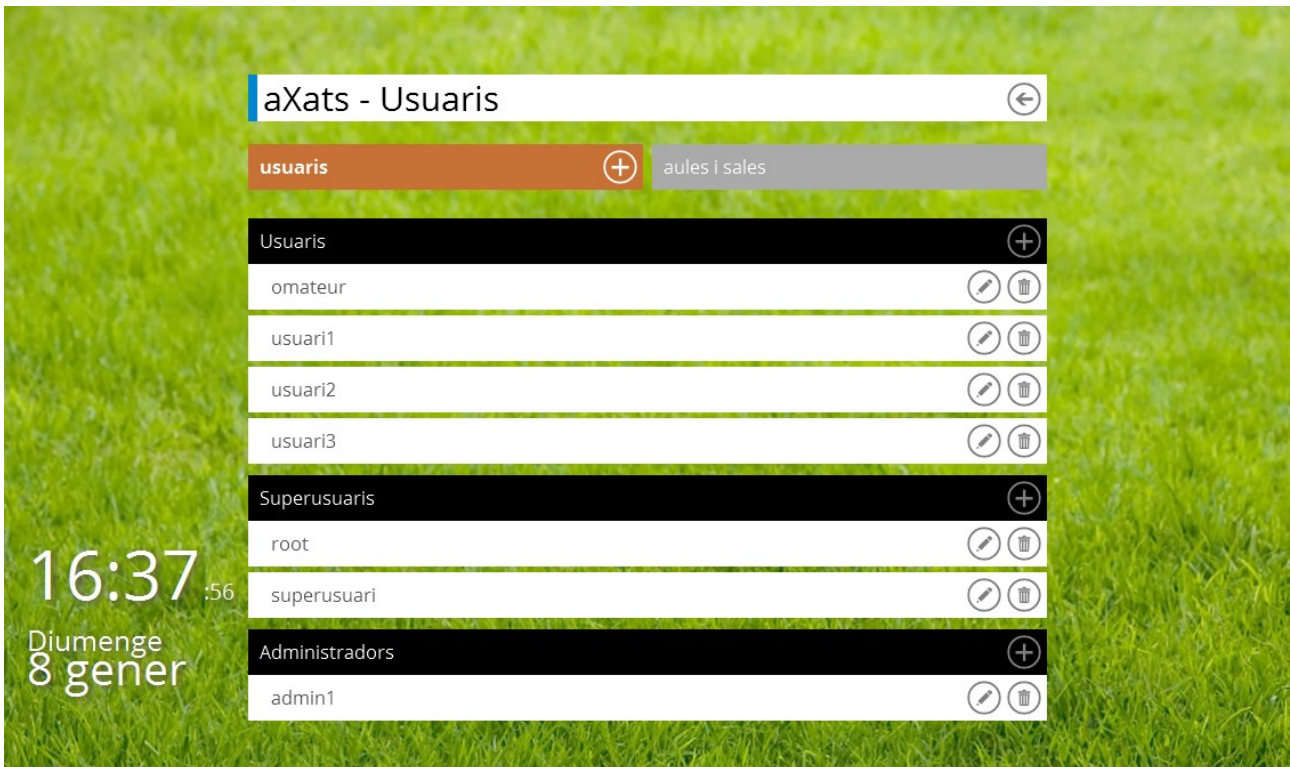 aXats - Usuaris
usuaris
aules i sales
Usuaris
omateur
usuari1
usuari2
usuari3
Superusuaris
root
superusuari
Administradors
admin1
16:37:56
Diumenge
8 gener